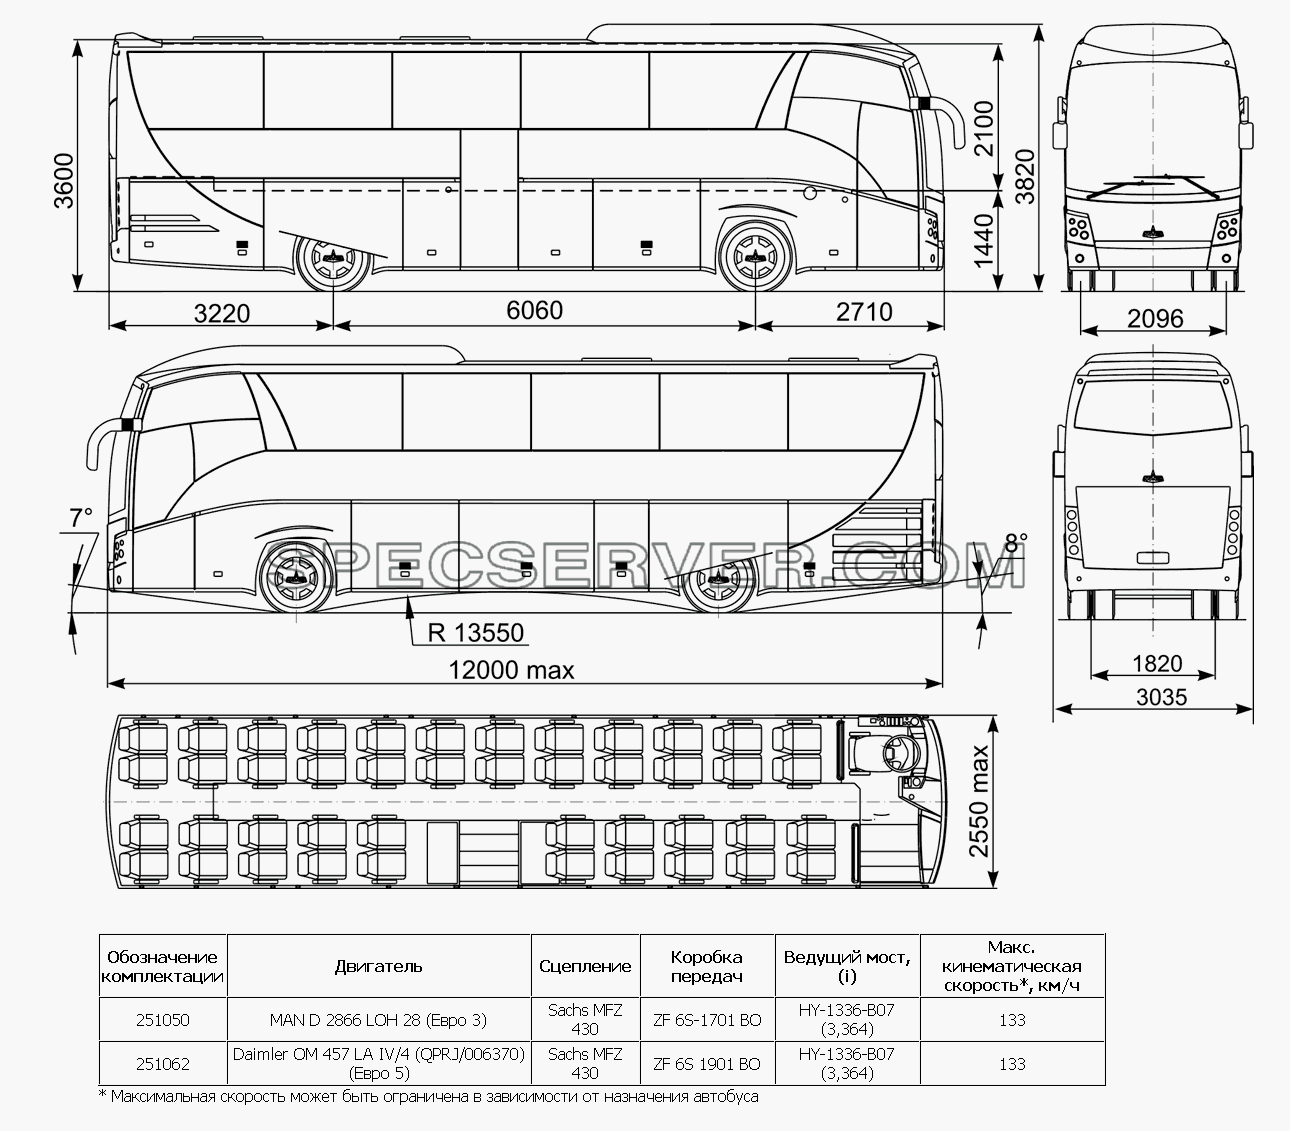 3600
2100
3820
1440
3220
6060
2710
2096
7°
8°
SPECSERVER.COM
R 13550
12000 max
1820
3035
2550 max
Обозначение комплектации
Двигатель
Сцепление
Коробка передач
Ведущий мост, (i)
Макс. кинематическая скорость*, км/ч
251050
MAN D 2866 LOH 28 (Евро 3)
Sachs MFZ 430
ZF 6S-1701 BO
HY-1336-B07 (3,364)
133
251062
Daimler OM 457 LA IV/4 (QPRJ/006370) (Евро 5)
Sachs MFZ 430
ZF 6S 1901 BO
HY-1336-B07 (3,364)
133
* Максимальная скорость может быть ограничена в зависимости от назначения автобуса